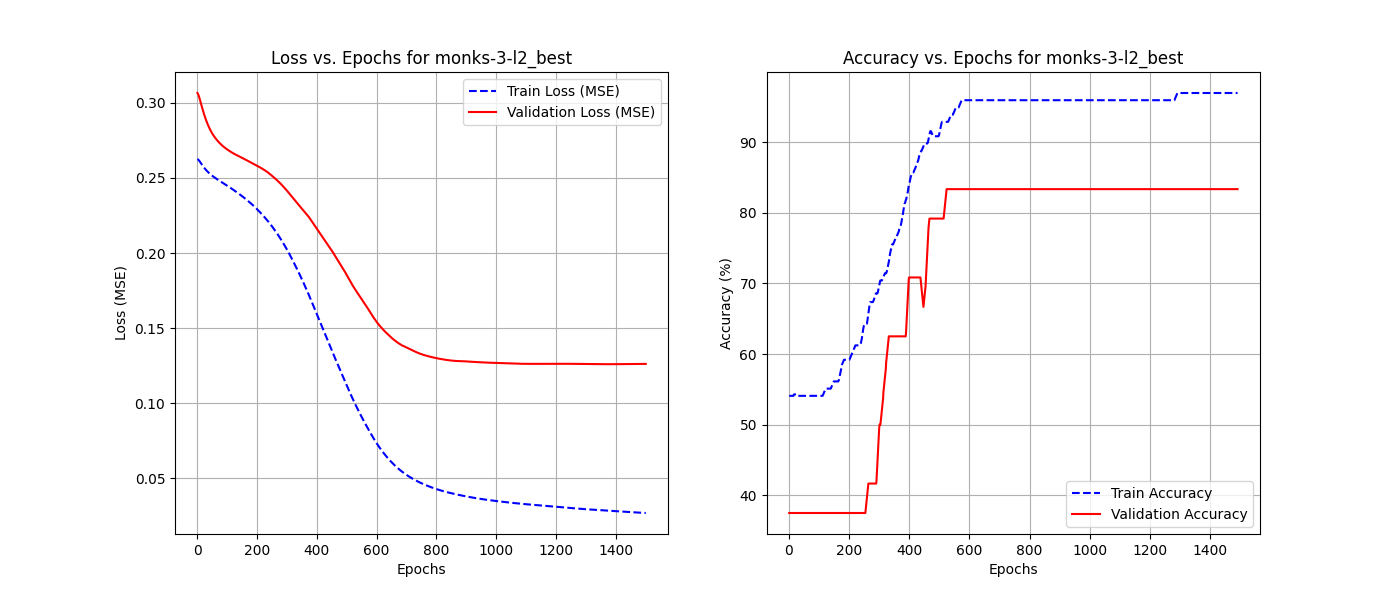 Loss vs. Epochs for monks-3-l2_best
Train Loss (MSE)
Validation Loss (MSE)
Loss (MSE)
0.30
0.25
0.20
0.15
0.10
0.05
0 200 400 600 800 1000 1200 1400
Epochs
Accuracy vs. Epochs for monks-3-l2_best
Accuracy (%)
90
80
70
60
50
40
Train Accuracy
Validation Accuracy
0 200 400 600 800 1000 1200 1400
Epochs